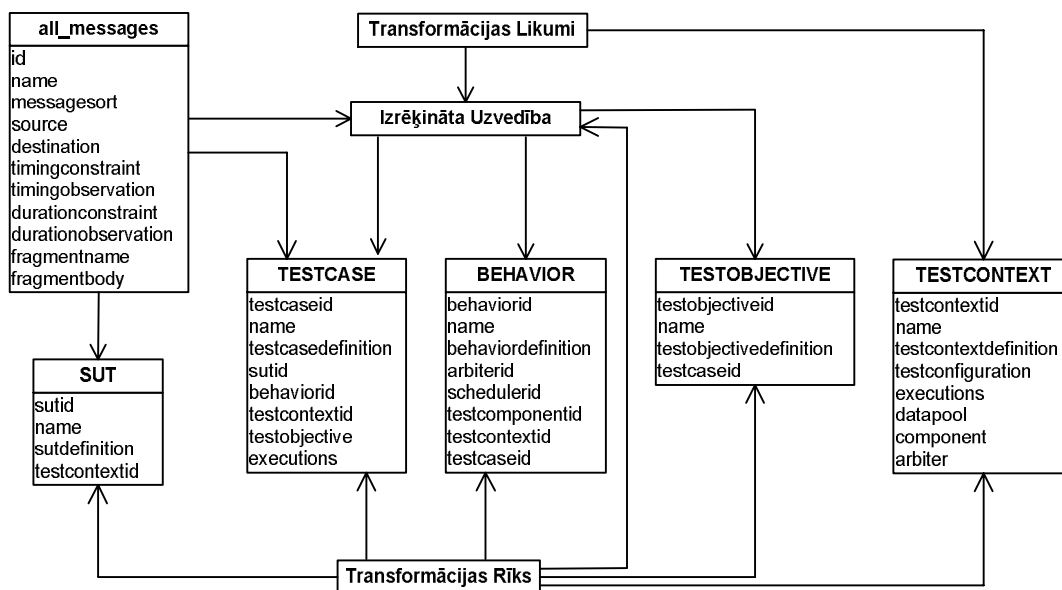 all_messages
id
name
messagesort
source
destination
timingconstraint
timingobservation
durationconstraint
durationobservation
fragmentname
fragmentbody
Transformācijas Likumi
Izrēķināta Uzvedība
SUT
sutid
name
sutdefinition
testcontextid
TESTCASE
testcaseid
name
testcasedefinition
sutid
behaviorid
testcontextid
testobjective
executions
BEHAVIOR
behaviorid
name
behaviordefinition
arbiterid
schedulerid
testcomponentid
testcontextid
testcaseid
TESTOBJECTIVE
testobjectiveid
name
testobjectivedefinition
testcaseid
TESTCONTEXT
testcontextid
name
testcontextdefinition
testconfiguration
executions
datapool
component
arbiter
Transformācijas Rīks